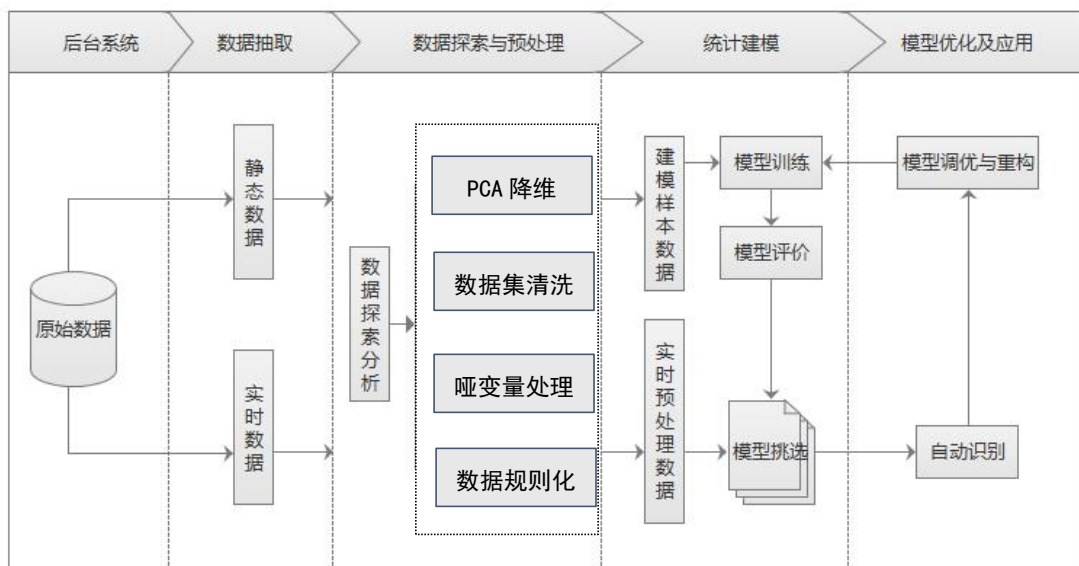 后台系统
数据抽取
数据探索与预处理
统计建模
模型优化及应用
原始数据
静态数据
实时数据
数据探索分析
PCA 降维
数据集清洗
哑变量处理
数据规则化
建模样本数据
实时预处理数据
模型训练
模型评价
模型挑选
模型调优与重构
自动识别